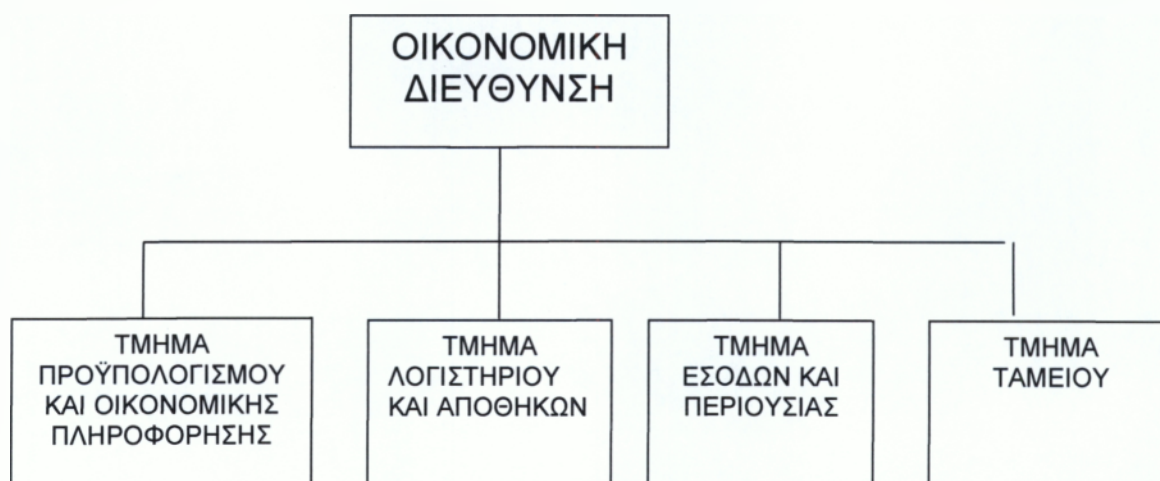 ΟΙΚΟΝΟΜΙΚΗ
ΔΙΕΥΘΥΝΣΗ
ΤΜΗΜΑ
ΠΡΟΫΠΟΛΟΓΙΣΜΟΥ
ΚΑΙ ΟΙΚΟΝΟΜΙΚΗΣ
ΠΛΗΡΟΦΟΡΗΣΗΣ
ΤΜΗΜΑ
ΛΟΓΙΣΤΗΡΙΟΥ
ΚΑΙ ΑΠΟΘΗΚΩΝ
ΤΜΗΜΑ
ΕΣΟΔΩΝ ΚΑΙ
ΠΕΡΙΟΥΣΙΑΣ
ΤΜΗΜΑ
ΤΑΜΕΙΟΥ